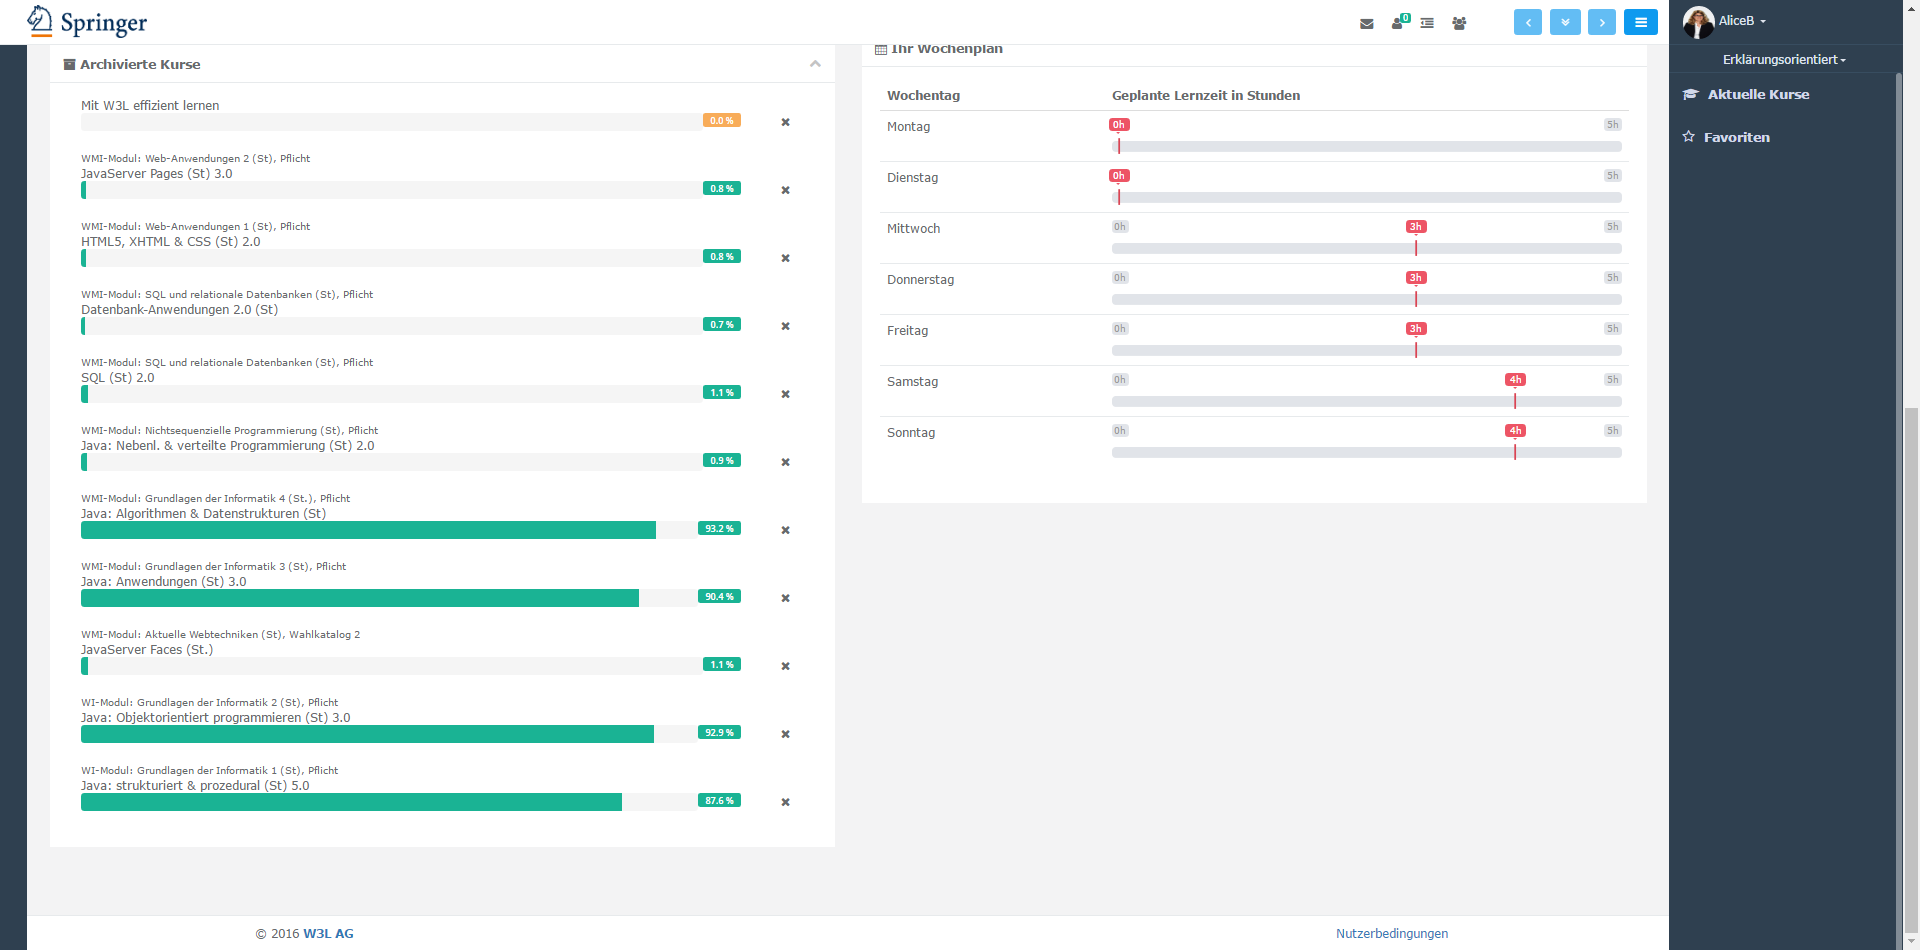 Springer
0
AliceB
Erklärungsorientiert
Aktuelle Kurse
Favoriten
Archivierte Kurse
Mit W3L effizient lernen
0.0 %
WMI-Modul: Web-Anwendungen 2 (St), Pflicht
JavaServer Pages (St) 3.0
0.8 %
WMI-Modul: Web-Anwendungen 1 (St), Pflicht
HTML5, XHTML & CSS (St) 2.0
0.8 %
WMI-Modul: SQL und relationale Datenbanken (St), Pflicht
Datenbank-Anwendungen 2.0 (St)
0.7 %
WMI-Modul: SQL und relationale Datenbanken (St), Pflicht
SQL (St) 2.0
1.1 %
WMI-Modul: Nichtsequenzielle Programmierung (St), Pflicht
Java: Nebenl. & verteilte Programmierung (St) 2.0
0.9 %
WMI-Modul: Grundlagen der Informatik 4 (St.), Pflicht
Java: Algorithmen & Datenstrukturen (St)
93.2 %
WMI-Modul: Grundlagen der Informatik 3 (St), Pflicht
Java: Anwendungen (St) 3.0
90.4 %
WMI-Modul: Aktuelle Webtechniken (St), Wahlkatalog 2
JavaServer Faces (St.)
1.1 %
WI-Modul: Grundlagen der Informatik 2 (St), Pflicht
Java: Objektorientiert programmieren (St) 3.0
92.9 %
WI-Modul: Grundlagen der Informatik 1 (St), Pflicht
Java: strukturiert & prozedural (St) 5.0
87.6 %
Ihr Wochenplan
Wochentag Geplante Lernzeit in Stunden
Montag 0h 5h
Dienstag 0h 5h
Mittwoch 0h 3h 5h
Donnerstag 0h 3h 5h
Freitag 0h 3h 5h
Samstag 0h 4h 5h
Sonntag 0h 4h 5h
© 2016 W3L AG
Nutzerbedingungen